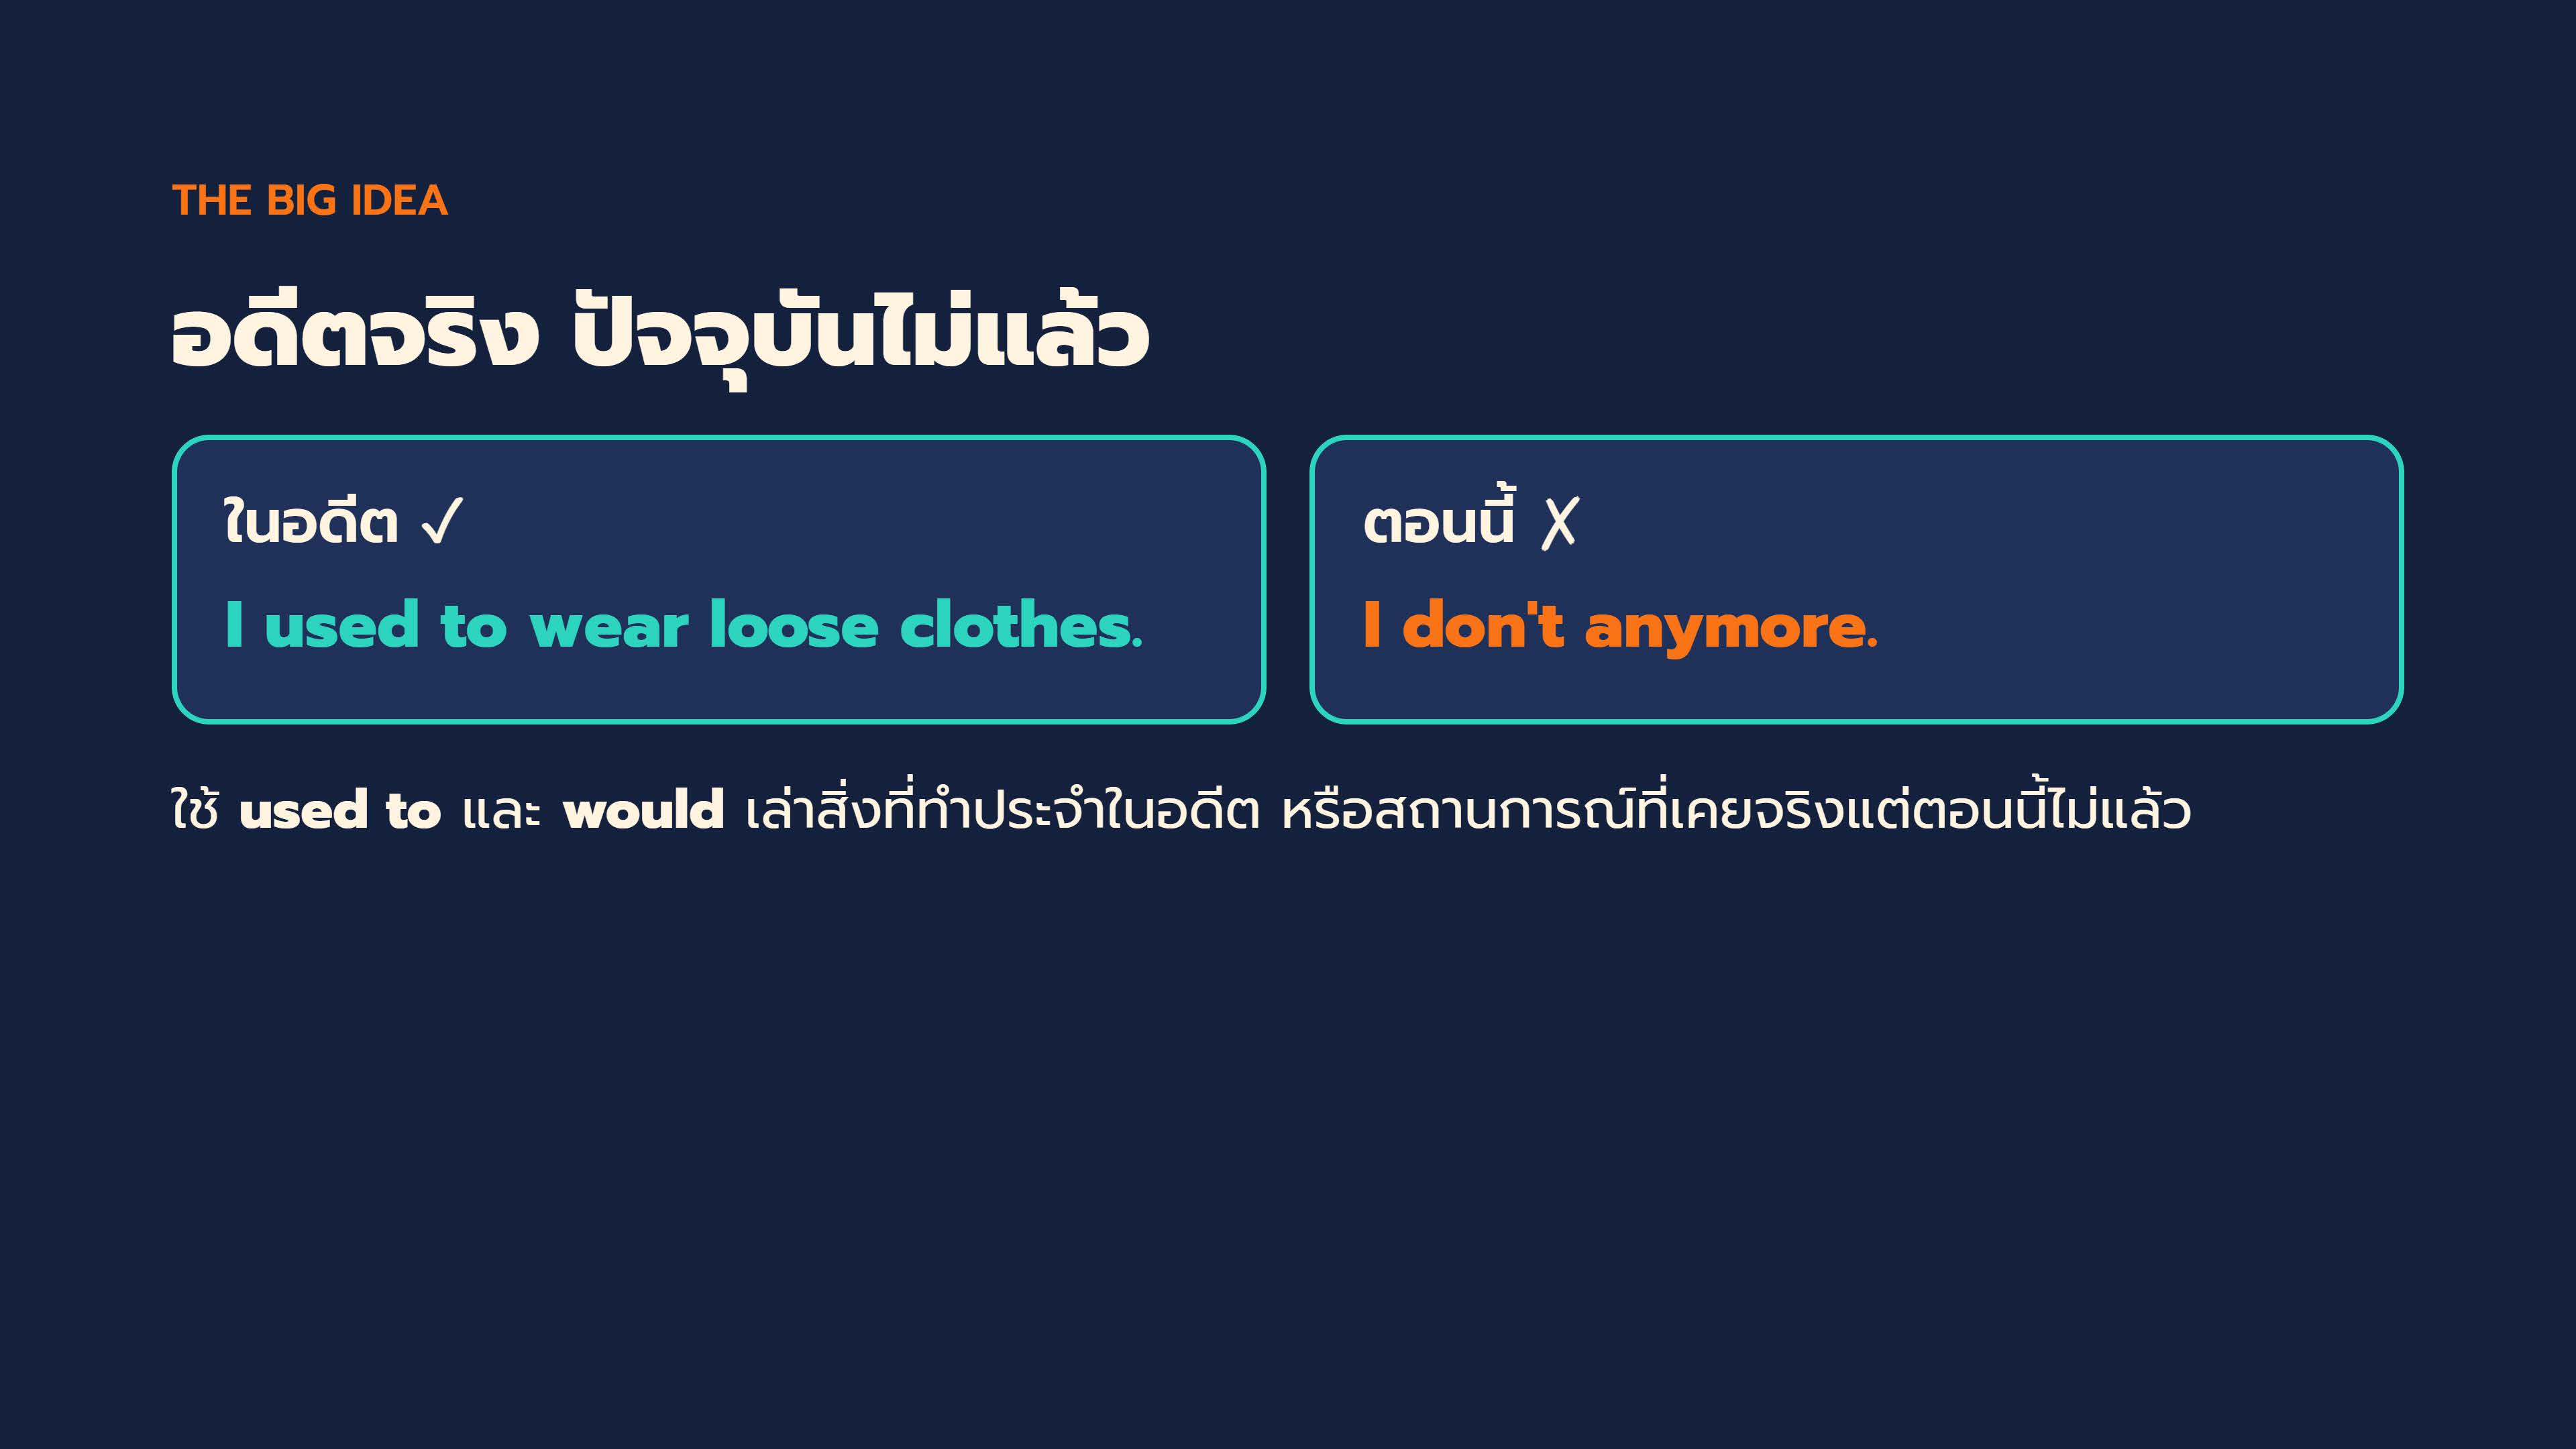 THE BIG IDEA
อดีตจริง ปัจจุบันไม่แล้ว
ในอดีต ✓
I used to wear loose clothes.
ตอนนี้ ✗
I don't anymore.
ใช้ used to และ would เล่าสิ่งที่ทำประจำในอดีต หรือสถานการณ์ที่เคยจริงแต่ตอนนี้ไม่แล้ว